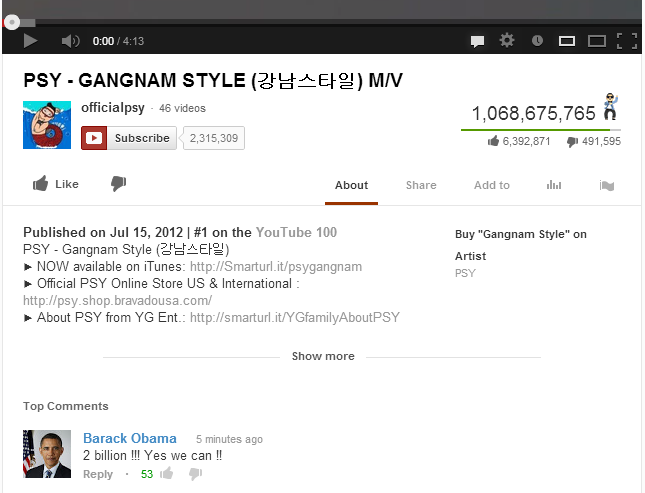 0:00 / 4:13
PSY - GANGNAM STYLE (강남스타일) M/V
officialpsy · 46 videos
Subscribe 2,315,309
1,068,675,765
6,392,871 491,595
Like
About Share Add to
Published on Jul 15, 2012 | #1 on the YouTube 100
PSY - Gangnam Style (강남스타일)
► NOW available on iTunes: http://Smarturl.it/psygangnam
► Official PSY Online Store US & International :
http://psy.shop.bravadousa.com/
► About PSY from YG Ent.: http://smarturl.it/YGfamilyAboutPSY
Buy "Gangnam Style" on
Artist
PSY
Show more
Top Comments
Barack Obama 5 minutes ago
2 billion !!! Yes we can !!
Reply · 53